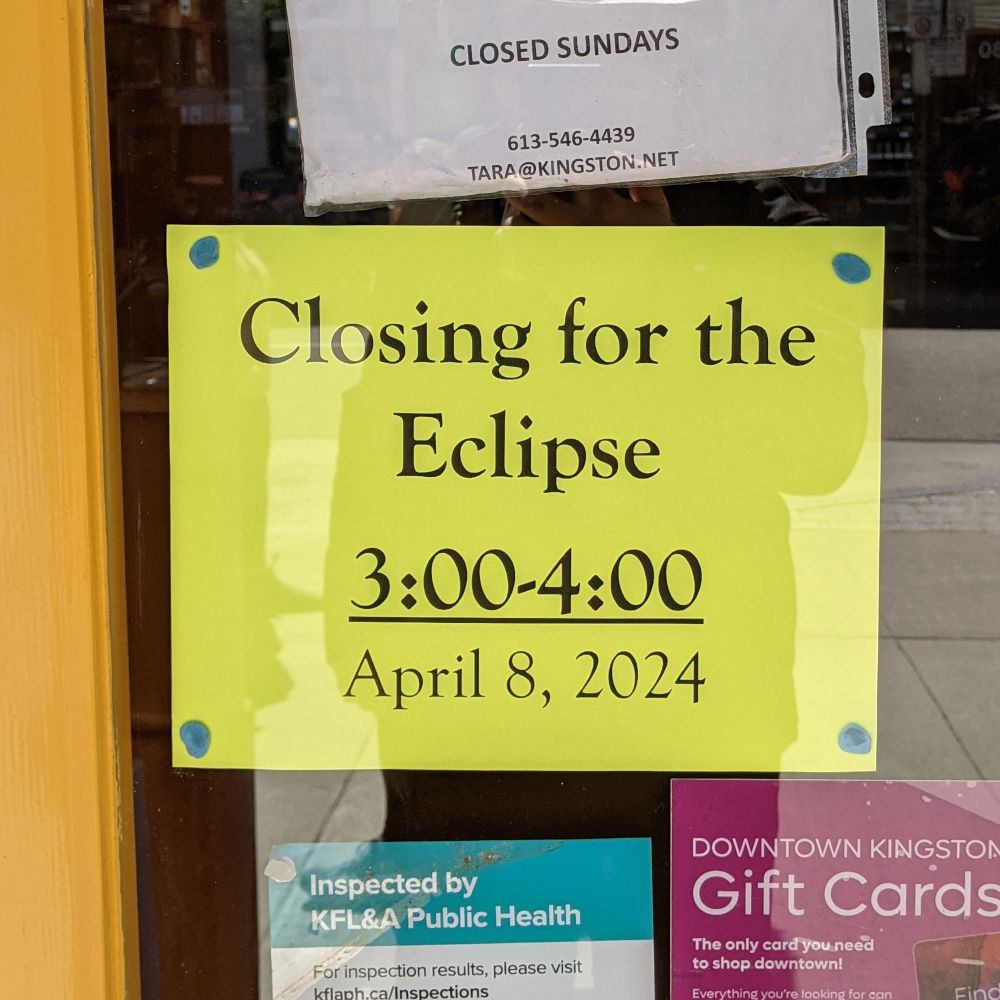 CLOSED SUNDAYS
613-546-4439
TARA@KINGSTON.NET
Closing for the
Eclipse
3:00-4:00
April 8, 2024
Inspected by
KFL&A Public Health
For inspection results, please visit
kflaph.ca/Inspections
DOWNTOWN KINGSTON
Gift Cards
The only card you need
to shop downtown!
Everything you're looking for can
Find